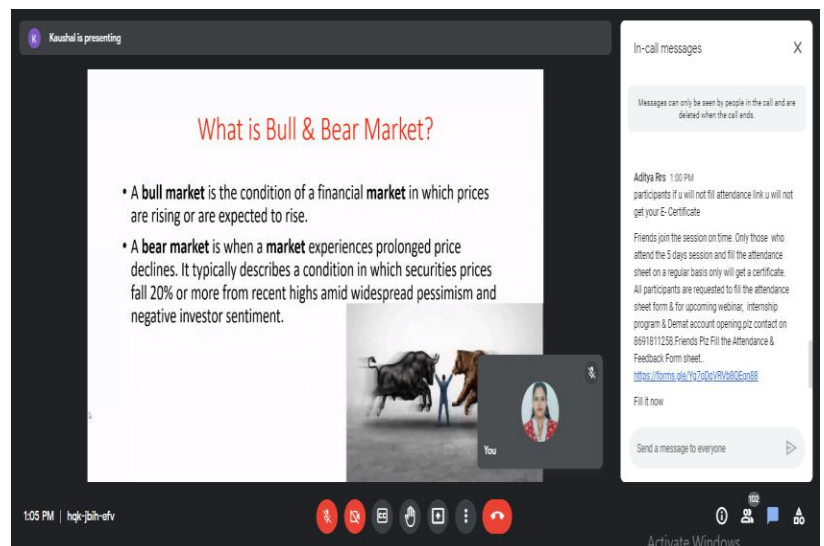 K Kaushal is presenting
What is Bull & Bear Market?
• A bull market is the condition of a financial market in which prices
are rising or are expected to rise.
• A bear market is when a market experiences prolonged price
declines. It typically describes a condition in which securities prices
fall 20% or more from recent highs amid widespread pessimism and
negative investor sentiment.
You
1:05 PM | hqk-jbih-efv
In-call messages X
Messages can only be seen by people in the call and are
deleted when the call ends.
Aditya Rrs 1:00 PM
participants if u will not fill attendance link u will not
get your E- Certificate
Friends join the session on time. Only those who
attend the 5 days session and fill the attendance
sheet on a regular basis only will get a certificate.
All participants are requested to fill the attendance
sheet form & for upcoming webinar, internship
program & Demat account opening.plz contact on
8691811258.Friends Plz Fill the Attendance &
Feedback Form sheet..
Fill it now
Send a message to everyone
102
Activate Windows